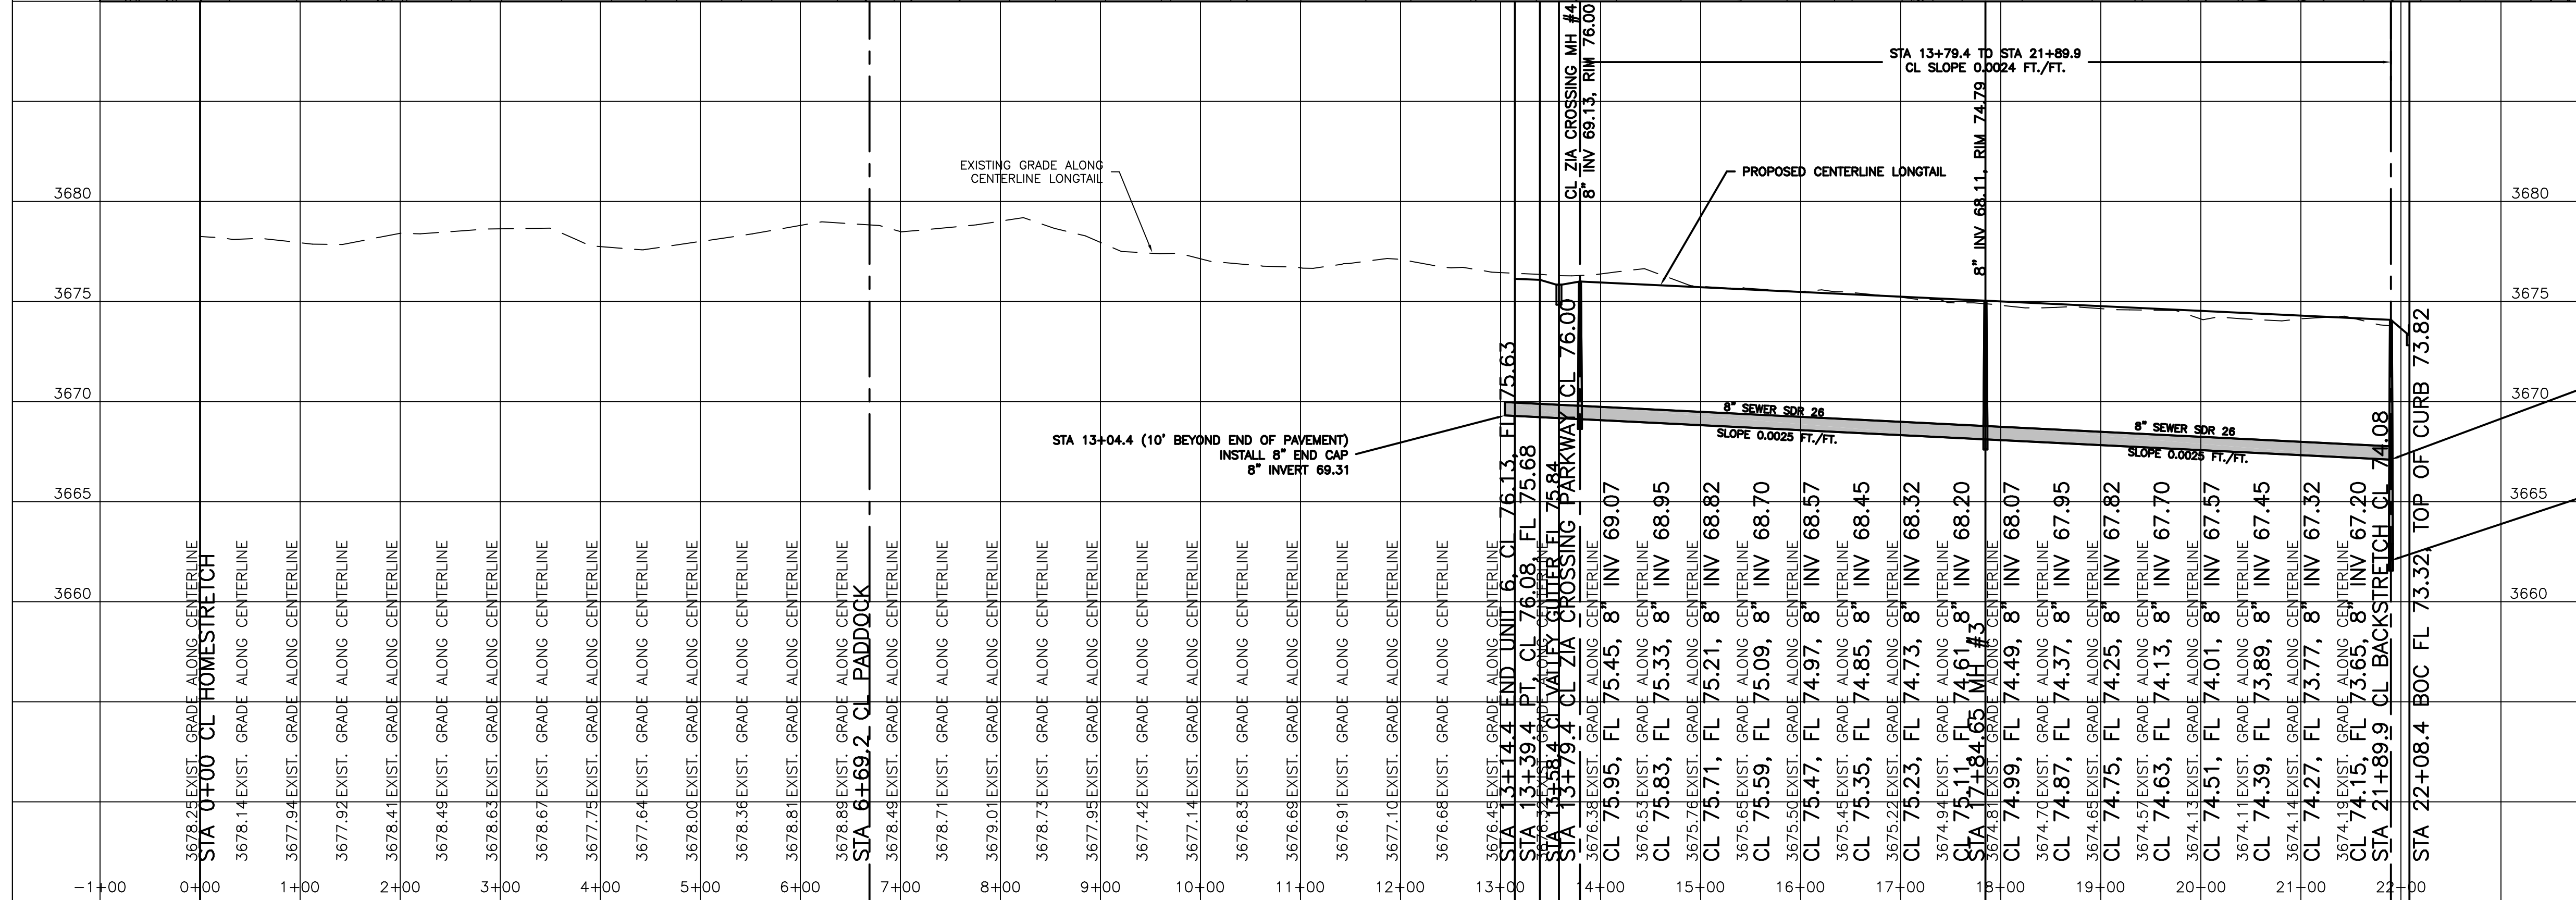 CL ZIA CROSSING MH #4
8" INV 69.13, RIM 76.00
STA 13+79.4 TO STA 21+89.9
CL SLOPE 0.0024 FT./FT.
8" INV 68.11, RIM 74.79
EXISTING GRADE ALONG
CENTERLINE LONGTAIL
PROPOSED CENTERLINE LONGTAIL
3680
3680
3675
3675
3670
3670
3665
3665
3660
3660
8" SEWER SDR 26
SLOPE 0.0025 FT./FT.
8" SEWER SDR 26
SLOPE 0.0025 FT./FT.
STA 13+04.4 (10' BEYOND END OF PAVEMENT)
INSTALL 8" END CAP
8" INVERT 69.31
3678.25 EXIST. GRADE ALONG CENTERLINE
STA 0+00 CL HOMESTRETCH
3678.14 EXIST. GRADE ALONG CENTERLINE
3677.94 EXIST. GRADE ALONG CENTERLINE
3677.92 EXIST. GRADE ALONG CENTERLINE
3678.41 EXIST. GRADE ALONG CENTERLINE
3678.49 EXIST. GRADE ALONG CENTERLINE
3678.63 EXIST. GRADE ALONG CENTERLINE
3678.67 EXIST. GRADE ALONG CENTERLINE
3677.75 EXIST. GRADE ALONG CENTERLINE
3677.64 EXIST. GRADE ALONG CENTERLINE
3678.00 EXIST. GRADE ALONG CENTERLINE
3678.36 EXIST. GRADE ALONG CENTERLINE
3678.81 EXIST. GRADE ALONG CENTERLINE
3678.89 EXIST. GRADE ALONG CENTERLINE
STA 6+69.2 CL PADDOCK
3678.49 EXIST. GRADE ALONG CENTERLINE
3678.71 EXIST. GRADE ALONG CENTERLINE
3679.01 EXIST. GRADE ALONG CENTERLINE
3678.73 EXIST. GRADE ALONG CENTERLINE
3677.95 EXIST. GRADE ALONG CENTERLINE
3677.42 EXIST. GRADE ALONG CENTERLINE
3677.14 EXIST. GRADE ALONG CENTERLINE
3676.83 EXIST. GRADE ALONG CENTERLINE
3676.69 EXIST. GRADE ALONG CENTERLINE
3676.91 EXIST. GRADE ALONG CENTERLINE
3677.10 EXIST. GRADE ALONG CENTERLINE
3676.68 EXIST. GRADE ALONG CENTERLINE
3676.45 EXIST. GRADE ALONG CENTERLINE
STA 13+14.4 END UNIT 6, CL 76.13, FL 75.63
STA 13+39.4 PT, CL 76.08, FL 75.68
EXIST. GRADE ALONG CENTERLINE
STA 13+58.4 CL VALLEY GUTTER FL 75.84
STA 13+79.4 CL ZIA CROSSING PARKWAY CL 76.00
3676.38 EXIST. GRADE ALONG CENTERLINE
CL 75.95, FL 75.45, 8" INV 69.07
3676.53 EXIST. GRADE ALONG CENTERLINE
CL 75.83, FL 75.33, 8" INV 68.95
3675.76 EXIST. GRADE ALONG CENTERLINE
CL 75.71, FL 75.21, 8" INV 68.82
3675.65 EXIST. GRADE ALONG CENTERLINE
CL 75.59, FL 75.09, 8" INV 68.70
3675.50 EXIST. GRADE ALONG CENTERLINE
CL 75.47, FL 74.97, 8" INV 68.57
3675.45 EXIST. GRADE ALONG CENTERLINE
CL 75.35, FL 74.85, 8" INV 68.45
3675.22 EXIST. GRADE ALONG CENTERLINE
CL 75.23, FL 74.73, 8" INV 68.32
3674.94 EXIST. GRADE ALONG CENTERLINE
CL 75.11, FL 74.61, 8" INV 68.20
STA 17+84.65 MH #3
3674.81 EXIST. GRADE ALONG CENTERLINE
CL 74.99, FL 74.49, 8" INV 68.07
3674.70 EXIST. GRADE ALONG CENTERLINE
CL 74.87, FL 74.37, 8" INV 67.95
3674.65 EXIST. GRADE ALONG CENTERLINE
CL 74.75, FL 74.25, 8" INV 67.82
3674.57 EXIST. GRADE ALONG CENTERLINE
CL 74.63, FL 74.13, 8" INV 67.70
3674.13 EXIST. GRADE ALONG CENTERLINE
CL 74.51, FL 74.01, 8" INV 67.57
3674.11 EXIST. GRADE ALONG CENTERLINE
CL 74.39, FL 73,89, 8" INV 67.45
3674.14 EXIST. GRADE ALONG CENTERLINE
CL 74.27, FL 73.77, 8" INV 67.32
3674.19 EXIST. GRADE ALONG CENTERLINE
CL 74.15, FL 73.65, 8" INV 67.20
STA 21+89.9 CL BACKSTRETCH CL 74.08
STA 22+08.4 BOC FL 73.32, TOP OF CURB 73.82
-1+00
0+00
1+00
2+00
3+00
4+00
5+00
6+00
7+00
8+00
9+00
10+00
11+00
12+00
13+00
14+00
15+00
16+00
17+00
18+00
19+00
20+00
21+00
22+00